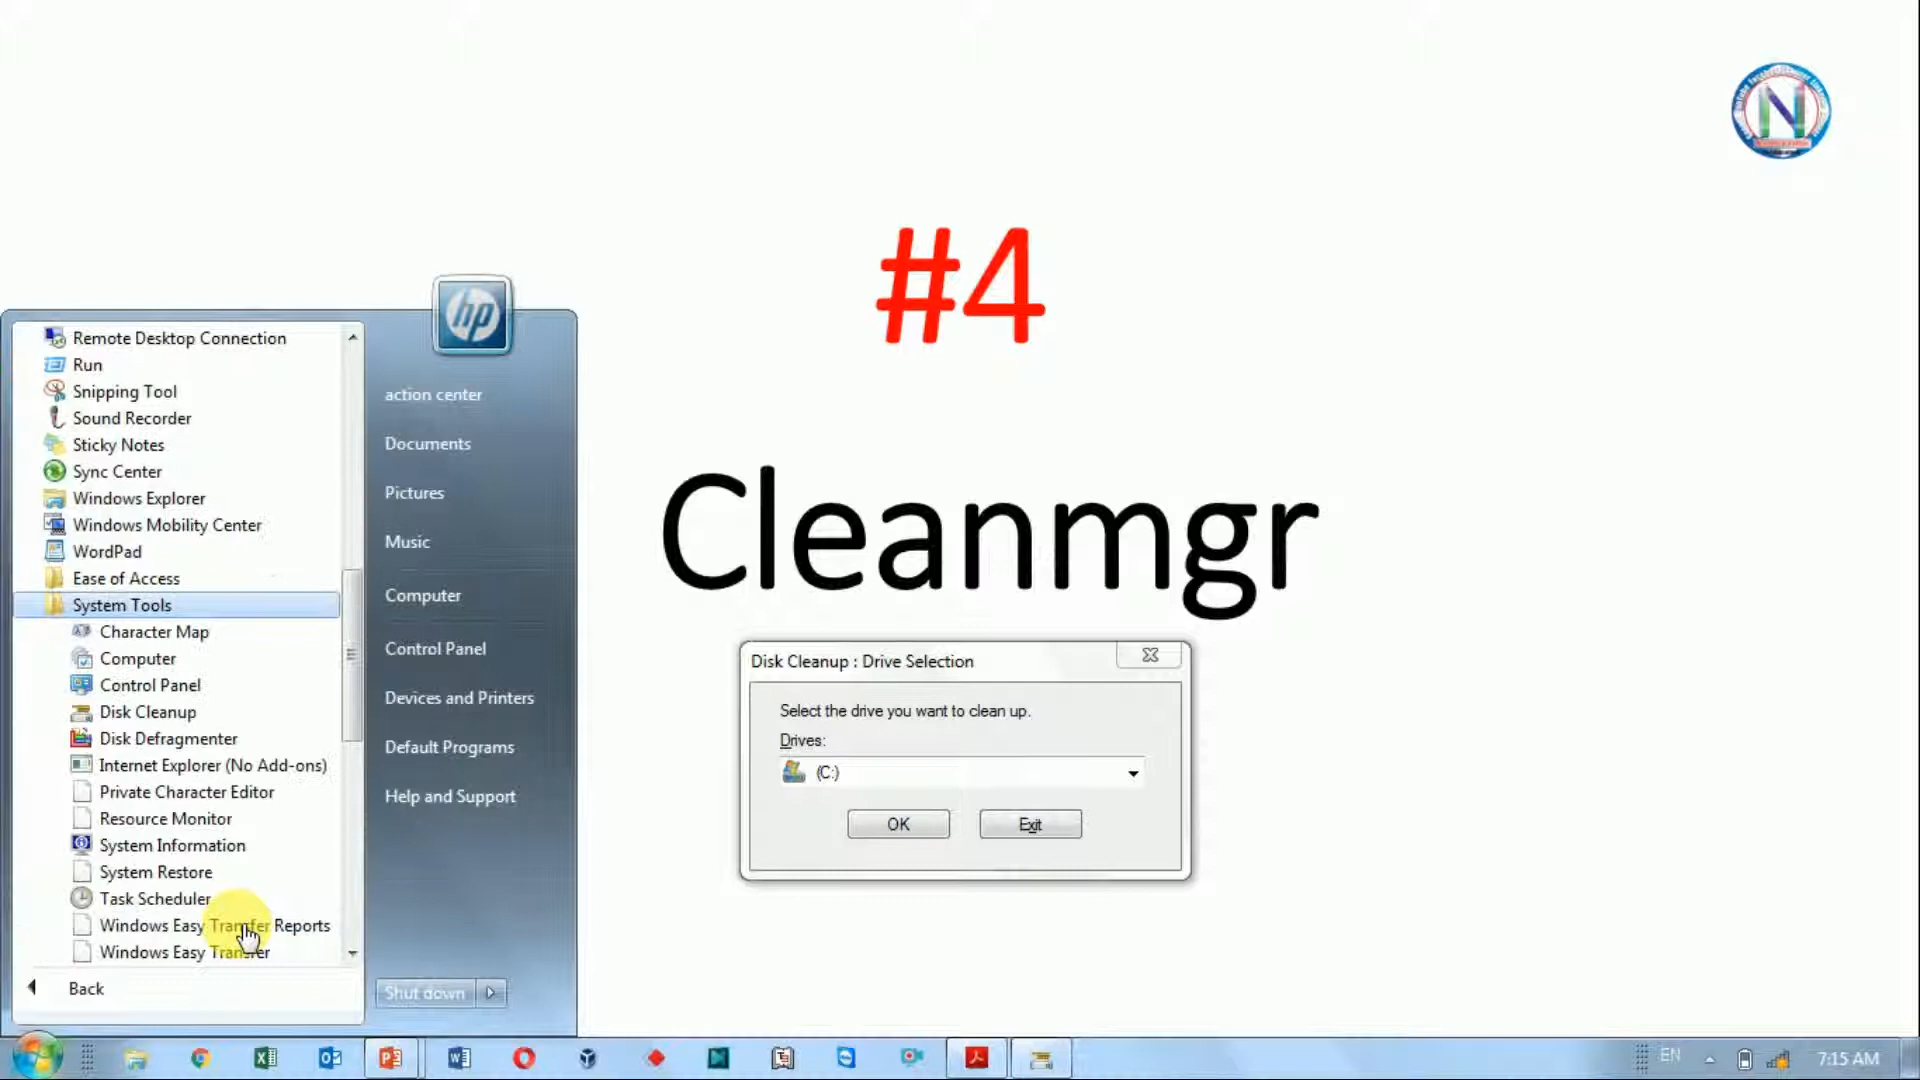 N
#4
Cleanmgr
hp
Remote Desktop Connection
Run
Snipping Tool
Sound Recorder
Sticky Notes
Sync Center
Windows Explorer
Windows Mobility Center
WordPad
Ease of Access
System Tools
Character Map
Computer
Control Panel
Disk Cleanup
Disk Defragmenter
Internet Explorer (No Add-ons)
Private Character Editor
Resource Monitor
System Information
System Restore
Task Scheduler
Windows Easy Transfer Reports
Windows Easy Transfer
Back
action center
Documents
Pictures
Music
Computer
Control Panel
Devices and Printers
Default Programs
Help and Support
Shut down
Disk Cleanup : Drive Selection
Select the drive you want to clean up.
Drives:
(C:)
OK
Exit
EN
7:15 AM